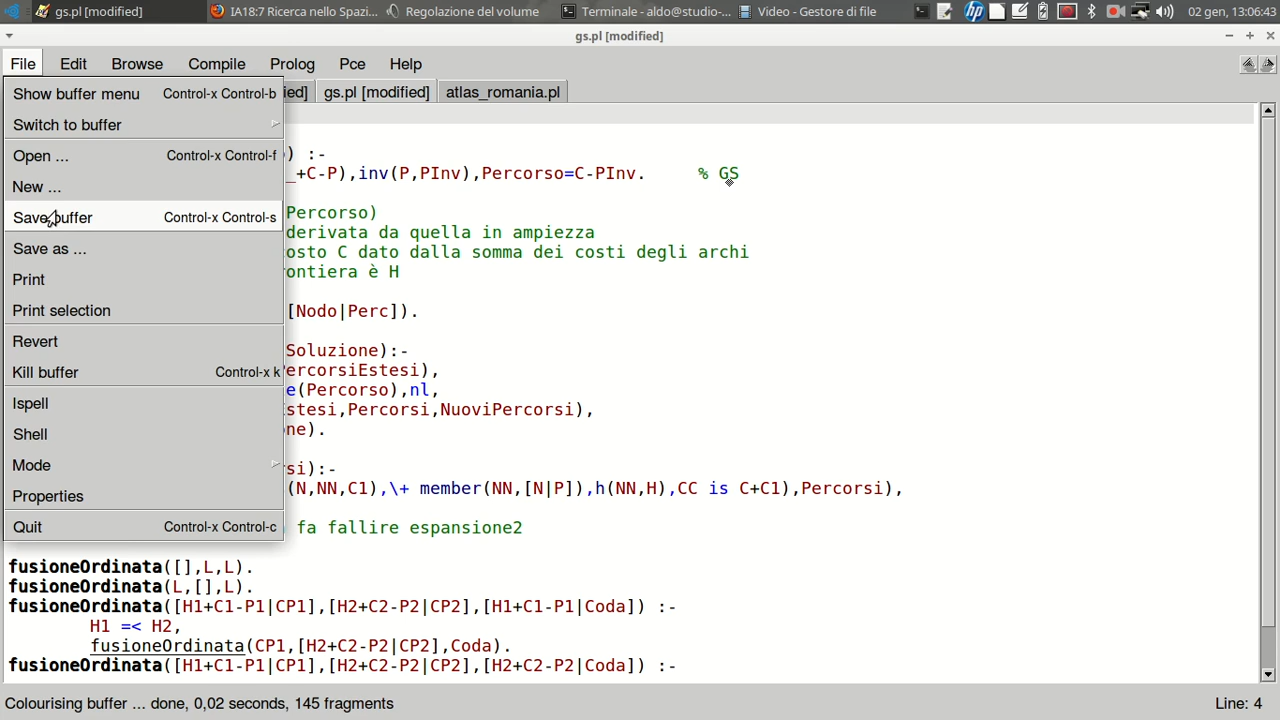 gs.pl [modified] IA18:7 Ricerca nello Spazi... Regolazione del volume Terminale - aldo@studio-... Video - Gestore di file 02 gen, 13:06:43
gs.pl [modified]
File Edit Browse Compile Prolog Pce Help
ied] gs.pl [modified] atlas_romania.pl
Show buffer menu Control-x Control-b
Switch to buffer
Open ... Control-x Control-f
New ...
Save buffer Control-x Control-s
Save as ...
Print
Print selection
Revert
Kill buffer Control-x k
Ispell
Shell
Mode
Properties
Quit Control-x Control-c
) :-
_+C-P),inv(P,PInv),Percorso=C-PInv. % GS
Percorso)
derivata da quella in ampiezza
osto C dato dalla somma dei costi degli archi
ontiera è H
[Nodo|Perc]).
Soluzione):-
ercorsiEstesi),
e(Percorso),nl,
stesi,Percorsi,NuoviPercorsi),
ne).
si):-
(N,NN,C1),\+ member(NN,[N|P]),h(NN,H),CC is C+C1),Percorsi),
fa fallire espansione2
fusioneOrdinata([],L,L).
fusioneOrdinata(L,[],L).
fusioneOrdinata([H1+C1-P1|CP1],[H2+C2-P2|CP2],[H1+C1-P1|Coda]) :-
H1 =< H2,
fusioneOrdinata(CP1,[H2+C2-P2|CP2],Coda).
fusioneOrdinata([H1+C1-P1|CP1],[H2+C2-P2|CP2],[H2+C2-P2|Coda]) :-
Colourising buffer ... done, 0,02 seconds, 145 fragments Line: 4